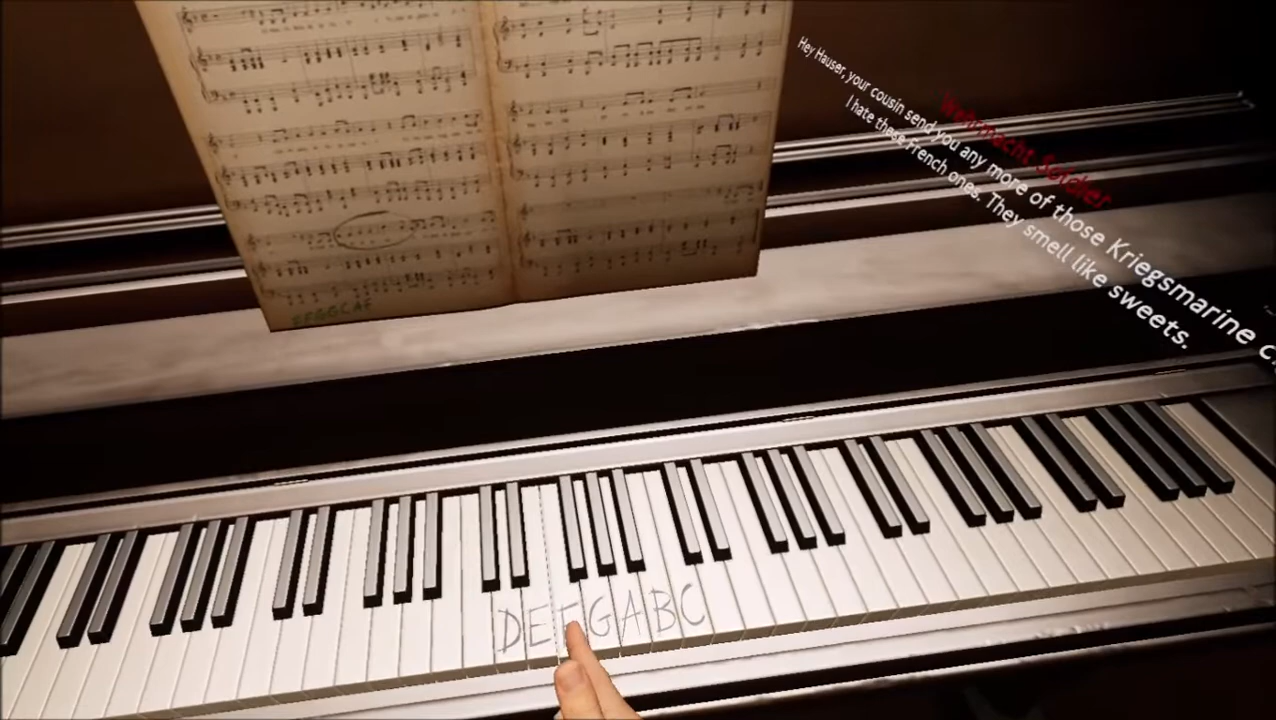 Wehrmacht Soldier
Hey Hauser, your cousin send you any more of those Kriegsmarine
I hate these French ones. They smell like sweets.
DEFGABC